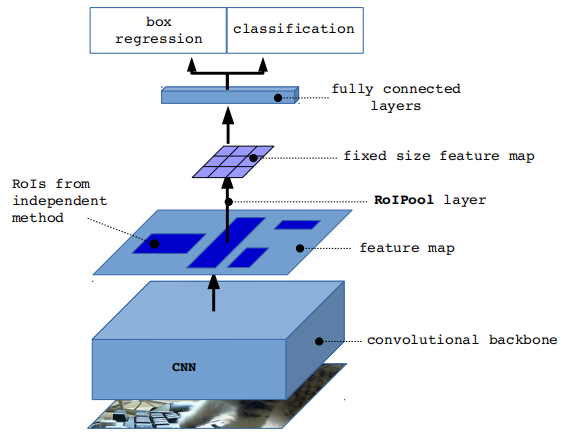 box
regression
classification
fully connected
layers
fixed size feature map
RoIs from
independent
method
RoIPool layer
feature map
convolutional backbone
CNN